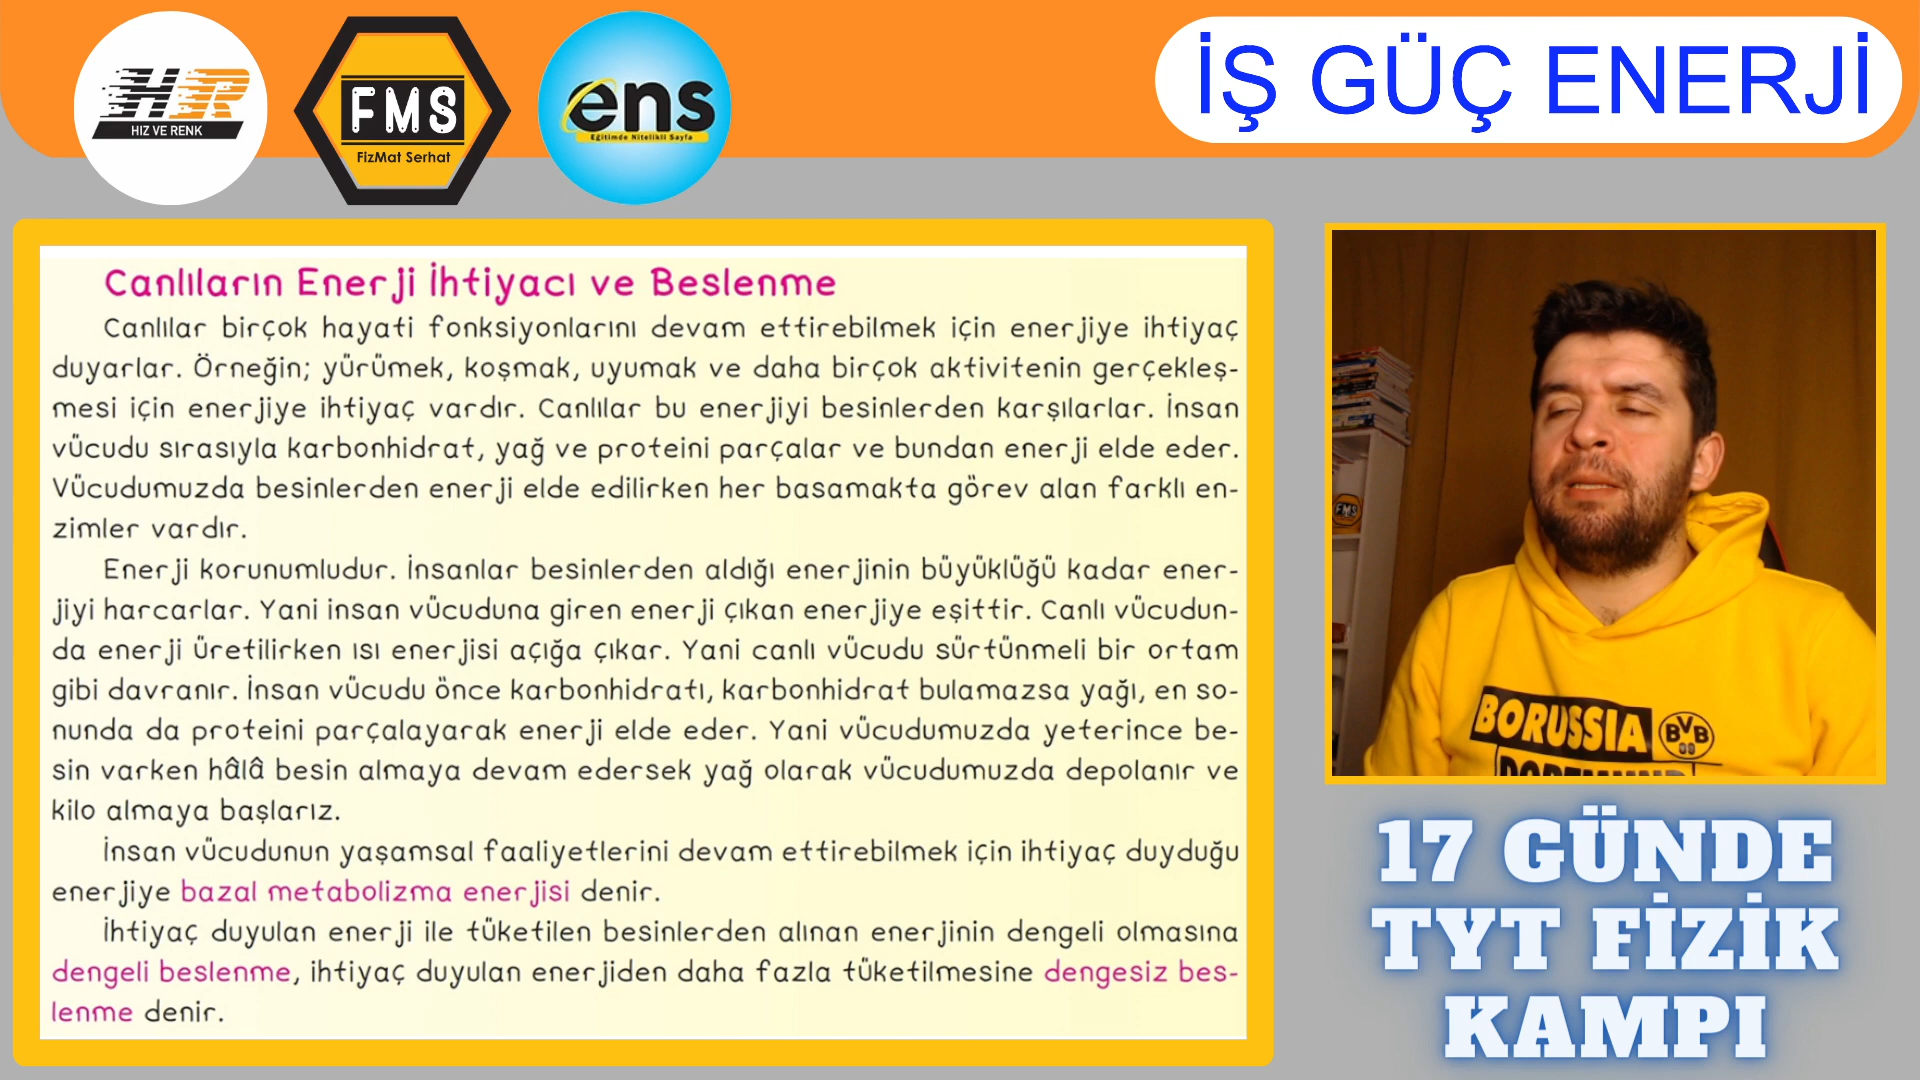 HIZ VE RENK
FMS
FizMat Serhat
ens
Eğitimde Nitelikli Sayfa
İŞ GÜÇ ENERJİ
Canlıların Enerji İhtiyacı ve Beslenme
Canlılar birçok hayati fonksiyonlarını devam ettirebilmek için enerjiye ihtiyaç
duyarlar. Örneğin; yürümek, koşmak, uyumak ve daha birçok aktivitenin gerçekleş-
mesi için enerjiye ihtiyaç vardır. Canlılar bu enerjiyi besinlerden karşılarlar. İnsan
vücudu sırasıyla karbonhidrat, yağ ve proteini parçalar ve bundan enerji elde eder.
Vücudumuzda besinlerden enerji elde edilirken her basamakta görev alan farklı en-
zimler vardır.
Enerji korunumludur. İnsanlar besinlerden aldığı enerjinin büyüklüğü kadar ener-
jiyi harcarlar. Yani insan vücuduna giren enerji çıkan enerjiye eşittir. Canlı vücudun-
da enerji üretilirken ısı enerjisi açığa çıkar. Yani canlı vücudu sürtünmeli bir ortam
gibi davranır. İnsan vücudu önce karbonhidratı, karbonhidrat bulamazsa yağı, en so-
nunda da proteini parçalayarak enerji elde eder. Yani vücudumuzda yeterince be-
sin varken hâlâ besin almaya devam edersek yağ olarak vücudumuzda depolanır ve
kilo almaya başlarız.
İnsan vücudunun yaşamsal faaliyetlerini devam ettirebilmek için ihtiyaç duyduğu
enerjiye bazal metabolizma enerjisi denir.
İhtiyaç duyulan enerji ile tüketilen besinlerden alınan enerjinin dengeli olmasına
dengeli beslenme, ihtiyaç duyulan enerjiden daha fazla tüketilmesine dengesiz bes-
lenme denir.
FMS
BORUSSIA
BVB
09
DORTMUND
17 GÜNDE
TYT FİZİK
KAMPI